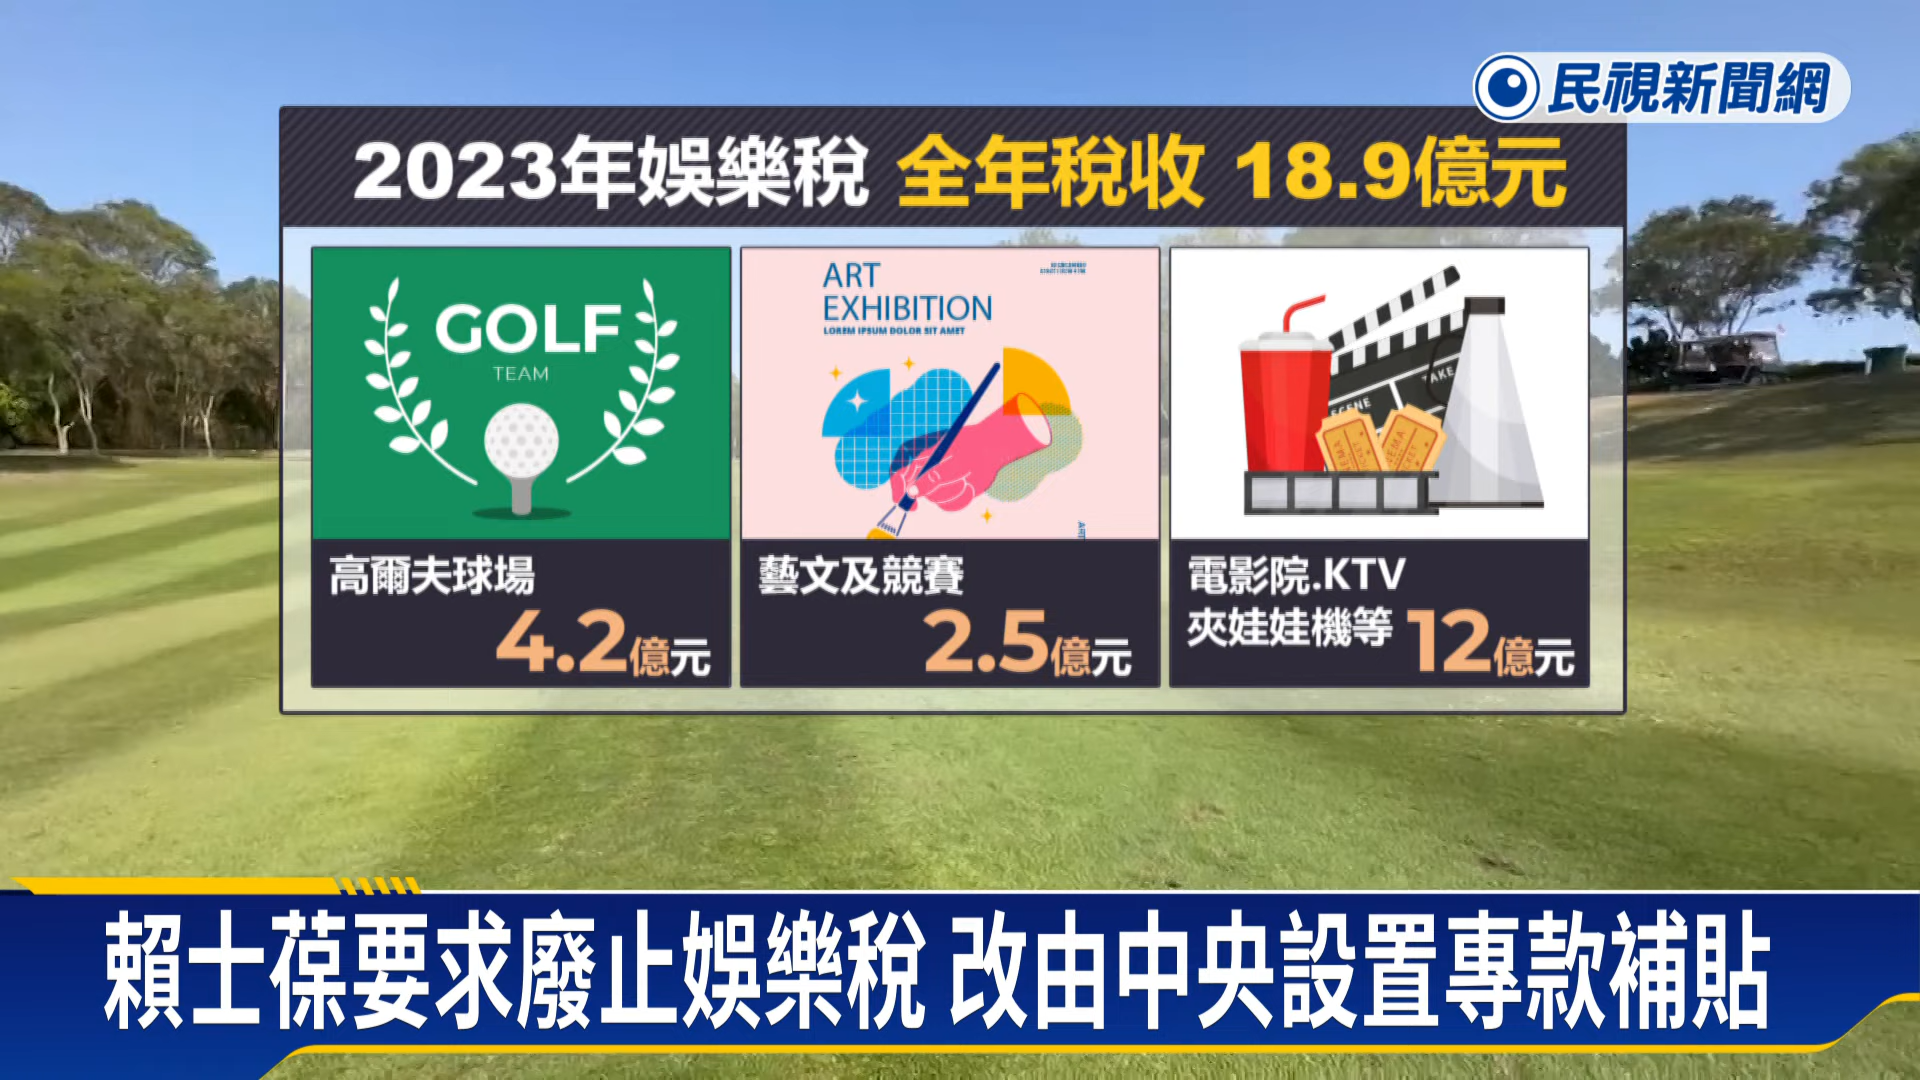 民視新聞網
2023年娛樂稅 全年稅收 18.9億元
GOLF
TEAM
高爾夫球場
4.2億元
ART
EXHIBITION
LOREM IPSUM DOLOR SIT AMET
ART
藝文及競賽
2.5億元
TAKE
SCENE
電影院.KTV
夾娃娃機等 12億元
賴士葆要求廢止娛樂稅 改由中央設置專款補貼